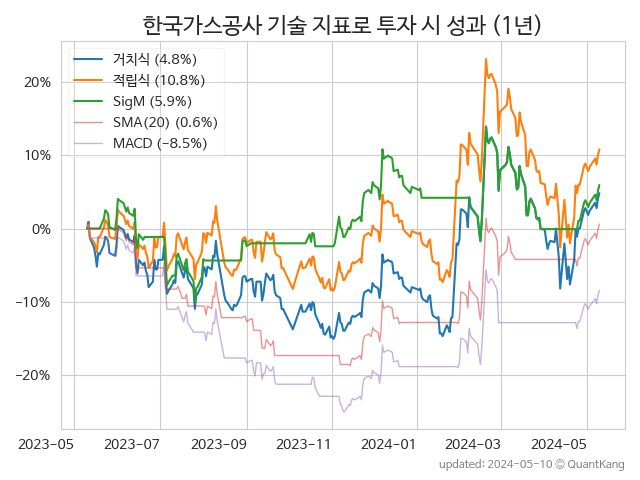 한국가스공사 기술 지표로 투자 시 성과 (1년)
거치식 (4.8%)
적립식 (10.8%)
SigM (5.9%)
SMA(20) (0.6%)
MACD (−8.5%)
20%
10%
0%
−10%
−20%
2023-05 2023-07 2023-09 2023-11 2024-01 2024-03 2024-05
updated: 2024-05-10 © QuantKang